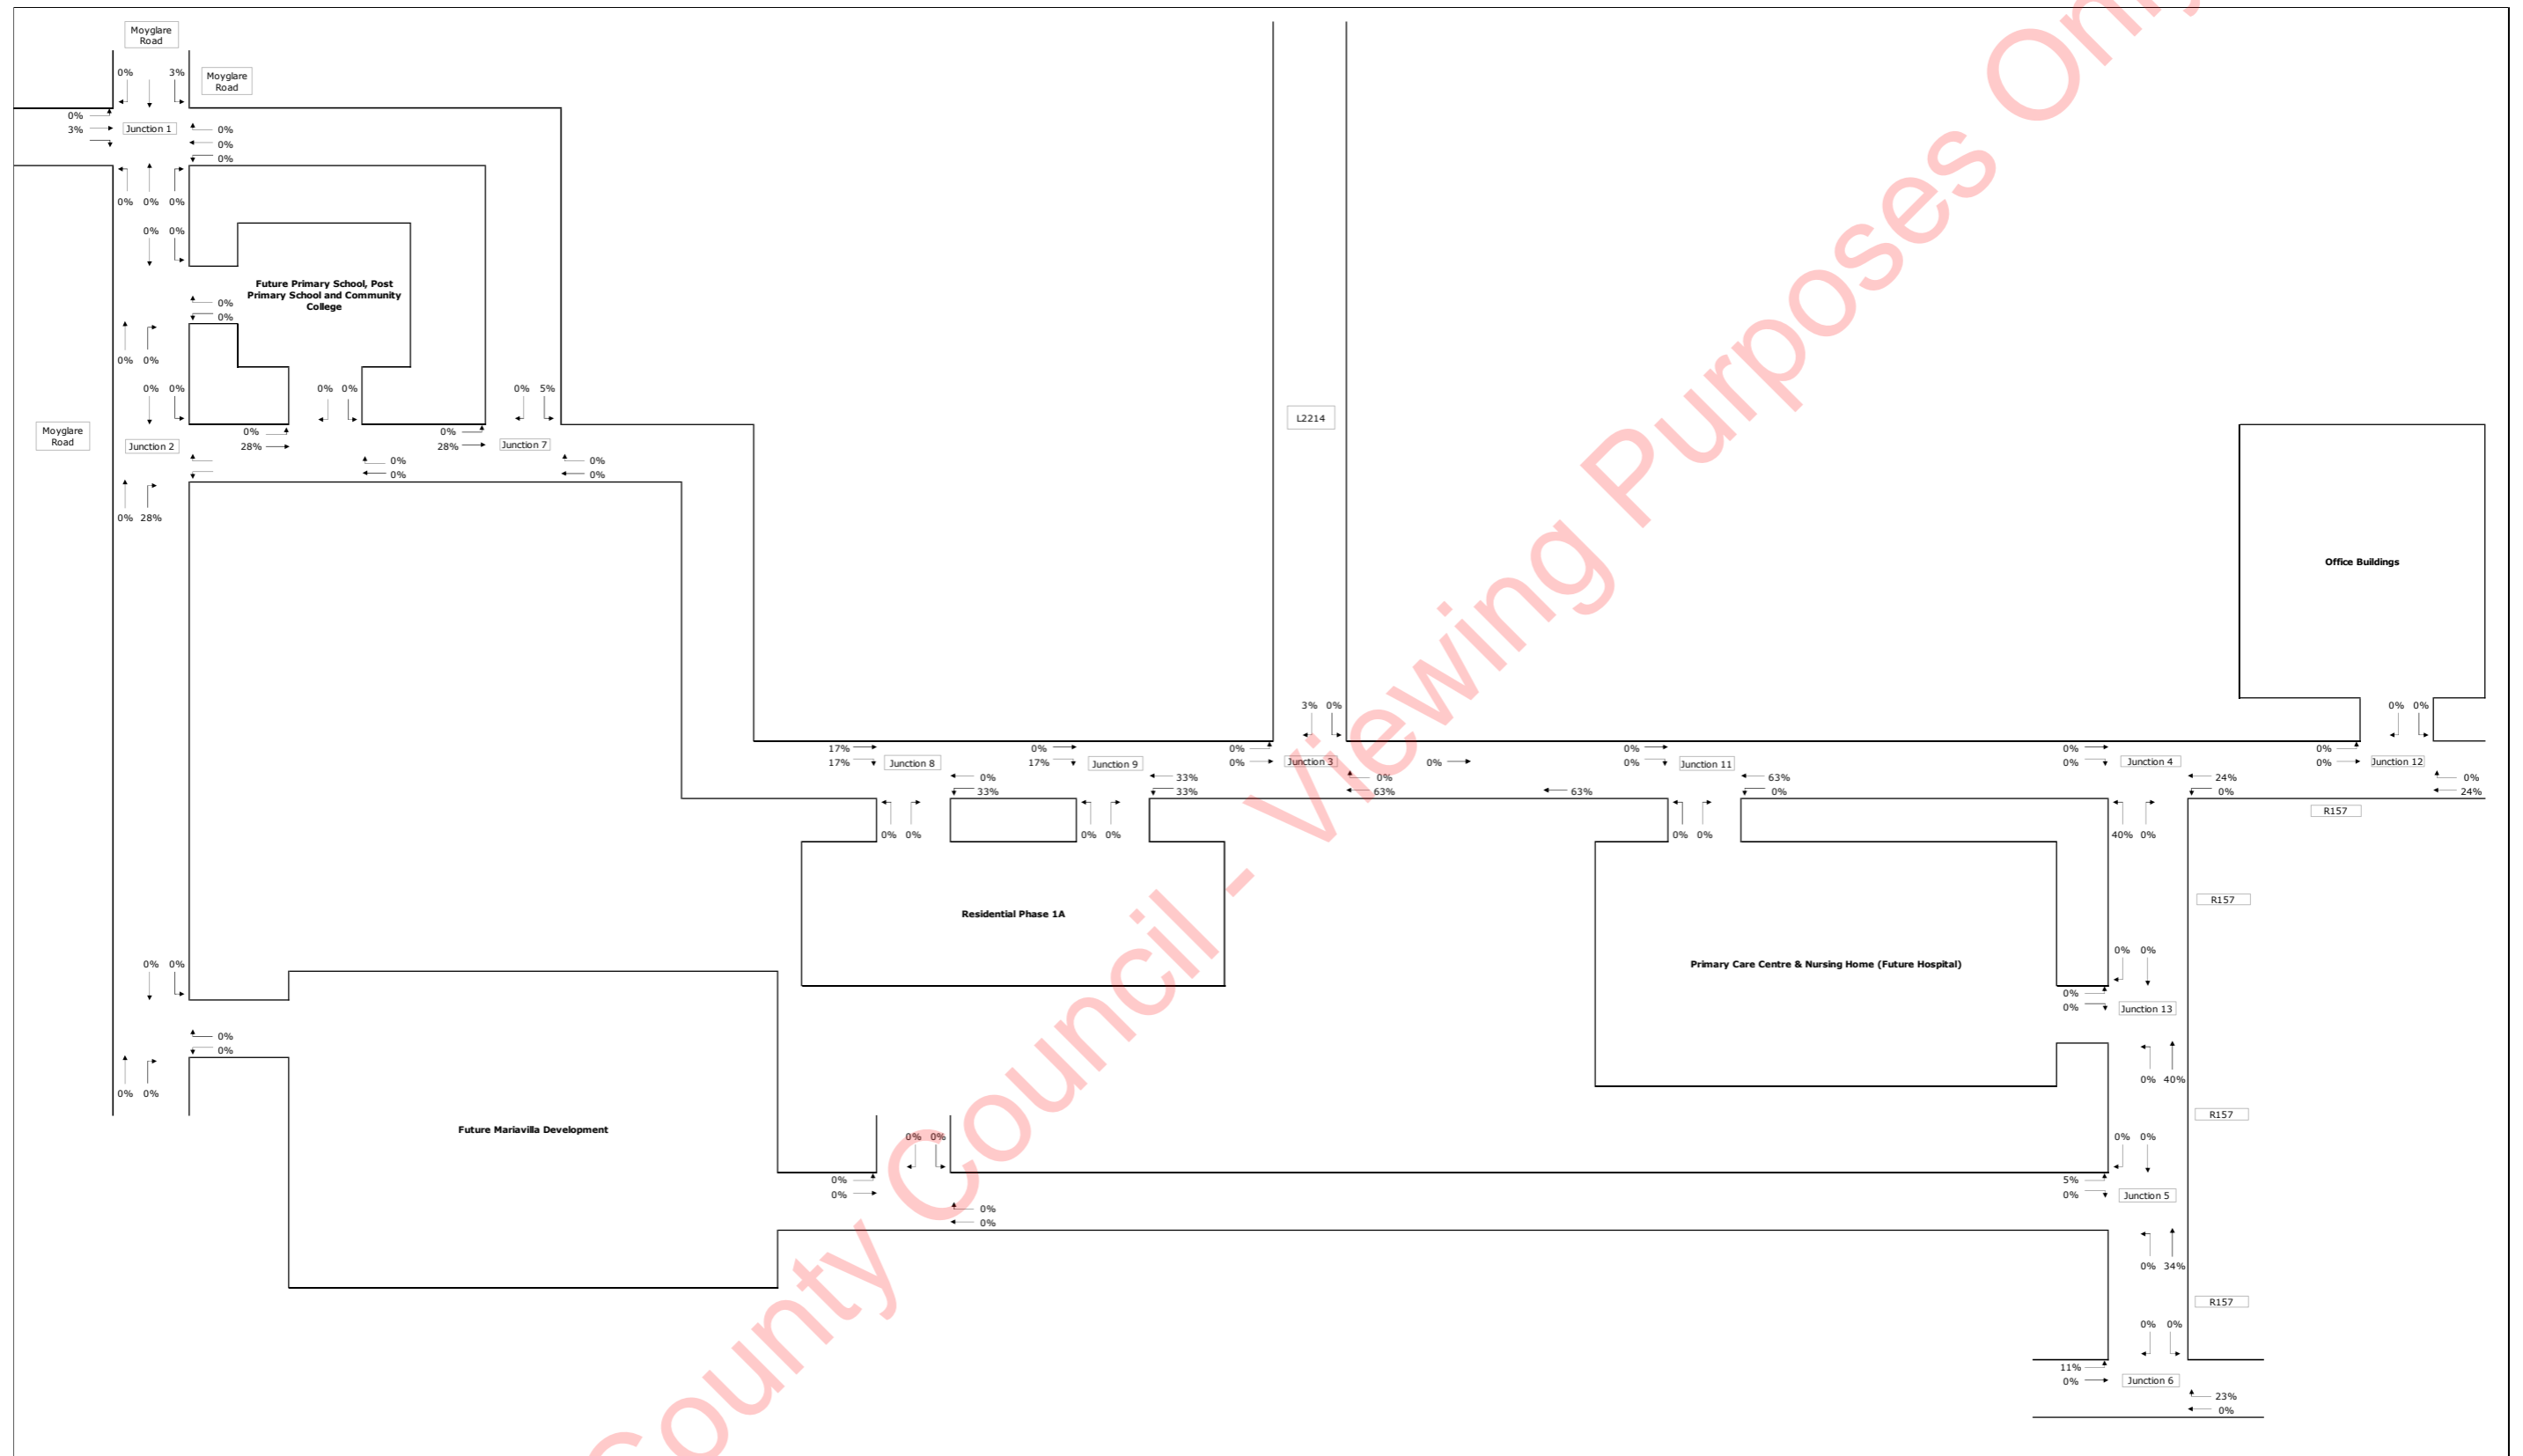 Moyglare
Road
0% 3%
Moyglare
Road
0%
3%
Junction 1
0%
0%
0%
0% 0% 0%
0% 0%
Future Primary School, Post
Primary School and Community
College
0%
0%
0% 0%
0% 0%
0% 0%
0% 5%
Moyglare
Road
Junction 2
0%
28%
0%
28%
Junction 7
0%
0%
0%
0%
0% 28%
L2214
Office Buildings
3% 0%
0% 0%
17%
17%
Junction 8
0%
17%
Junction 9
0%
0%
Junction 3
0%
0%
0%
Junction 11
0%
0%
Junction 4
0%
0%
Junction 12
0%
33%
33%
33%
0%
63%
63%
63%
0%
24%
0%
0%
24%
R157
0% 0%
0% 0%
0% 0%
40% 0%
R157
Residential Phase 1A
Primary Care Centre & Nursing Home (Future Hospital)
0% 0%
0% 0%
0%
0%
Junction 13
0%
0%
0% 0%
0% 40%
R157
Future Mariavilla Development
0% 0%
0% 0%
0%
0%
5%
0%
Junction 5
0%
0%
0% 34%
R157
0% 0%
11%
0%
Junction 6
23%
0%
County Council - Viewing Purposes Only